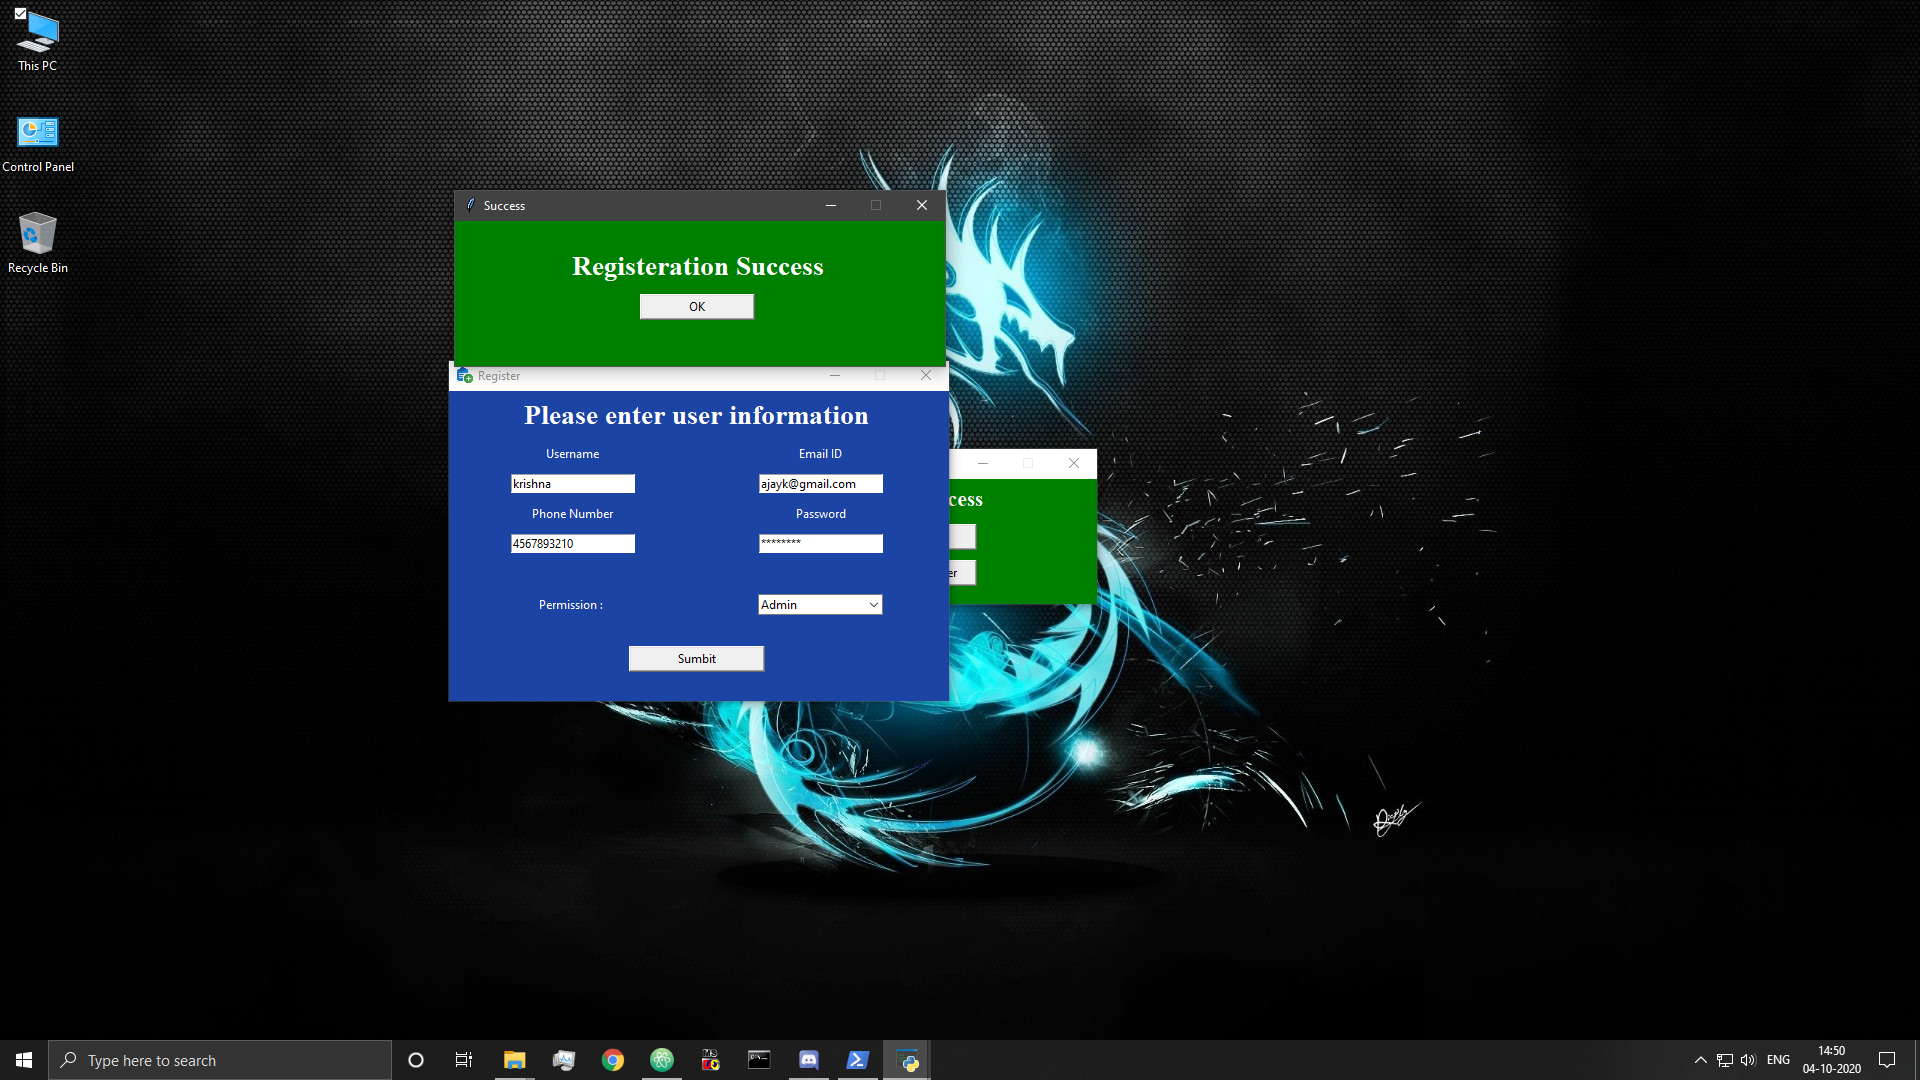 This PC
Control Panel
Recycle Bin
Success
Registeration Success
OK
Register
Please enter user information
Username
Email ID
krishna
ajayk@gmail.com
Phone Number
Password
4567893210
********
Permission :
Admin
Sumbit
cess
er
Type here to search
ENG
14:50
04-10-2020